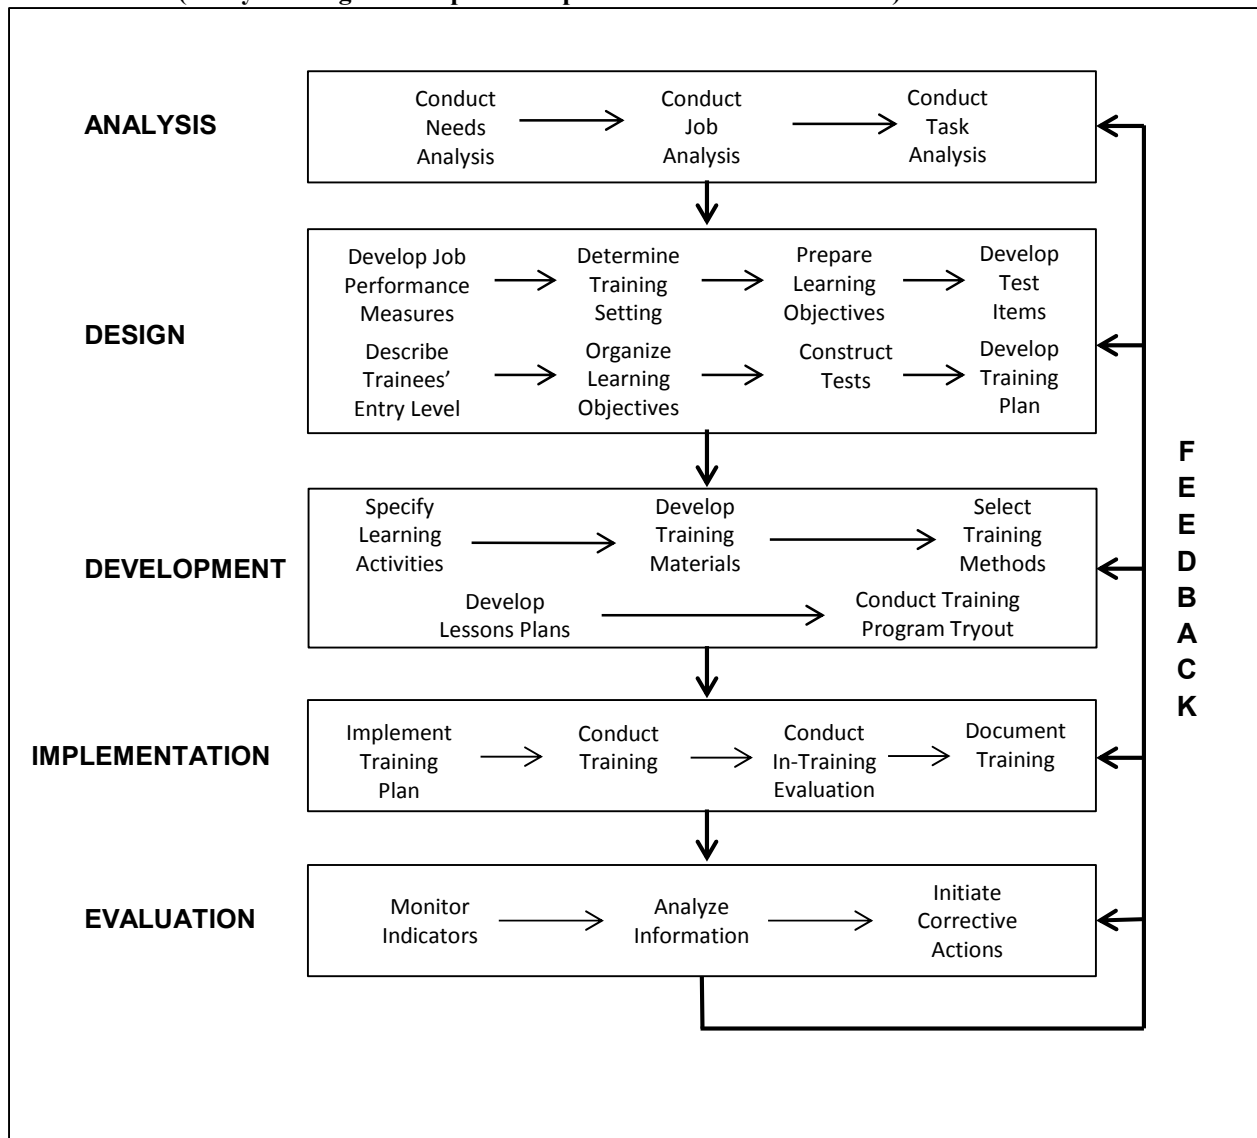 ANALYSIS
Conduct
Needs
Analysis
Conduct
Job
Analysis
Conduct
Task
Analysis
DESIGN
Develop Job
Performance
Measures
Determine
Training
Setting
Prepare
Learning
Objectives
Develop
Test
Items
Describe
Trainees’
Entry Level
Organize
Learning
Objectives
Construct
Tests
Develop
Training
Plan
DEVELOPMENT
Specify
Learning
Activities
Develop
Training
Materials
Select
Training
Methods
Develop
Lessons Plans
Conduct Training
Program Tryout
IMPLEMENTATION
Implement
Training
Plan
Conduct
Training
Conduct
In-Training
Evaluation
Document
Training
EVALUATION
Monitor
Indicators
Analyze
Information
Initiate
Corrective
Actions
F
E
E
D
B
A
C
K